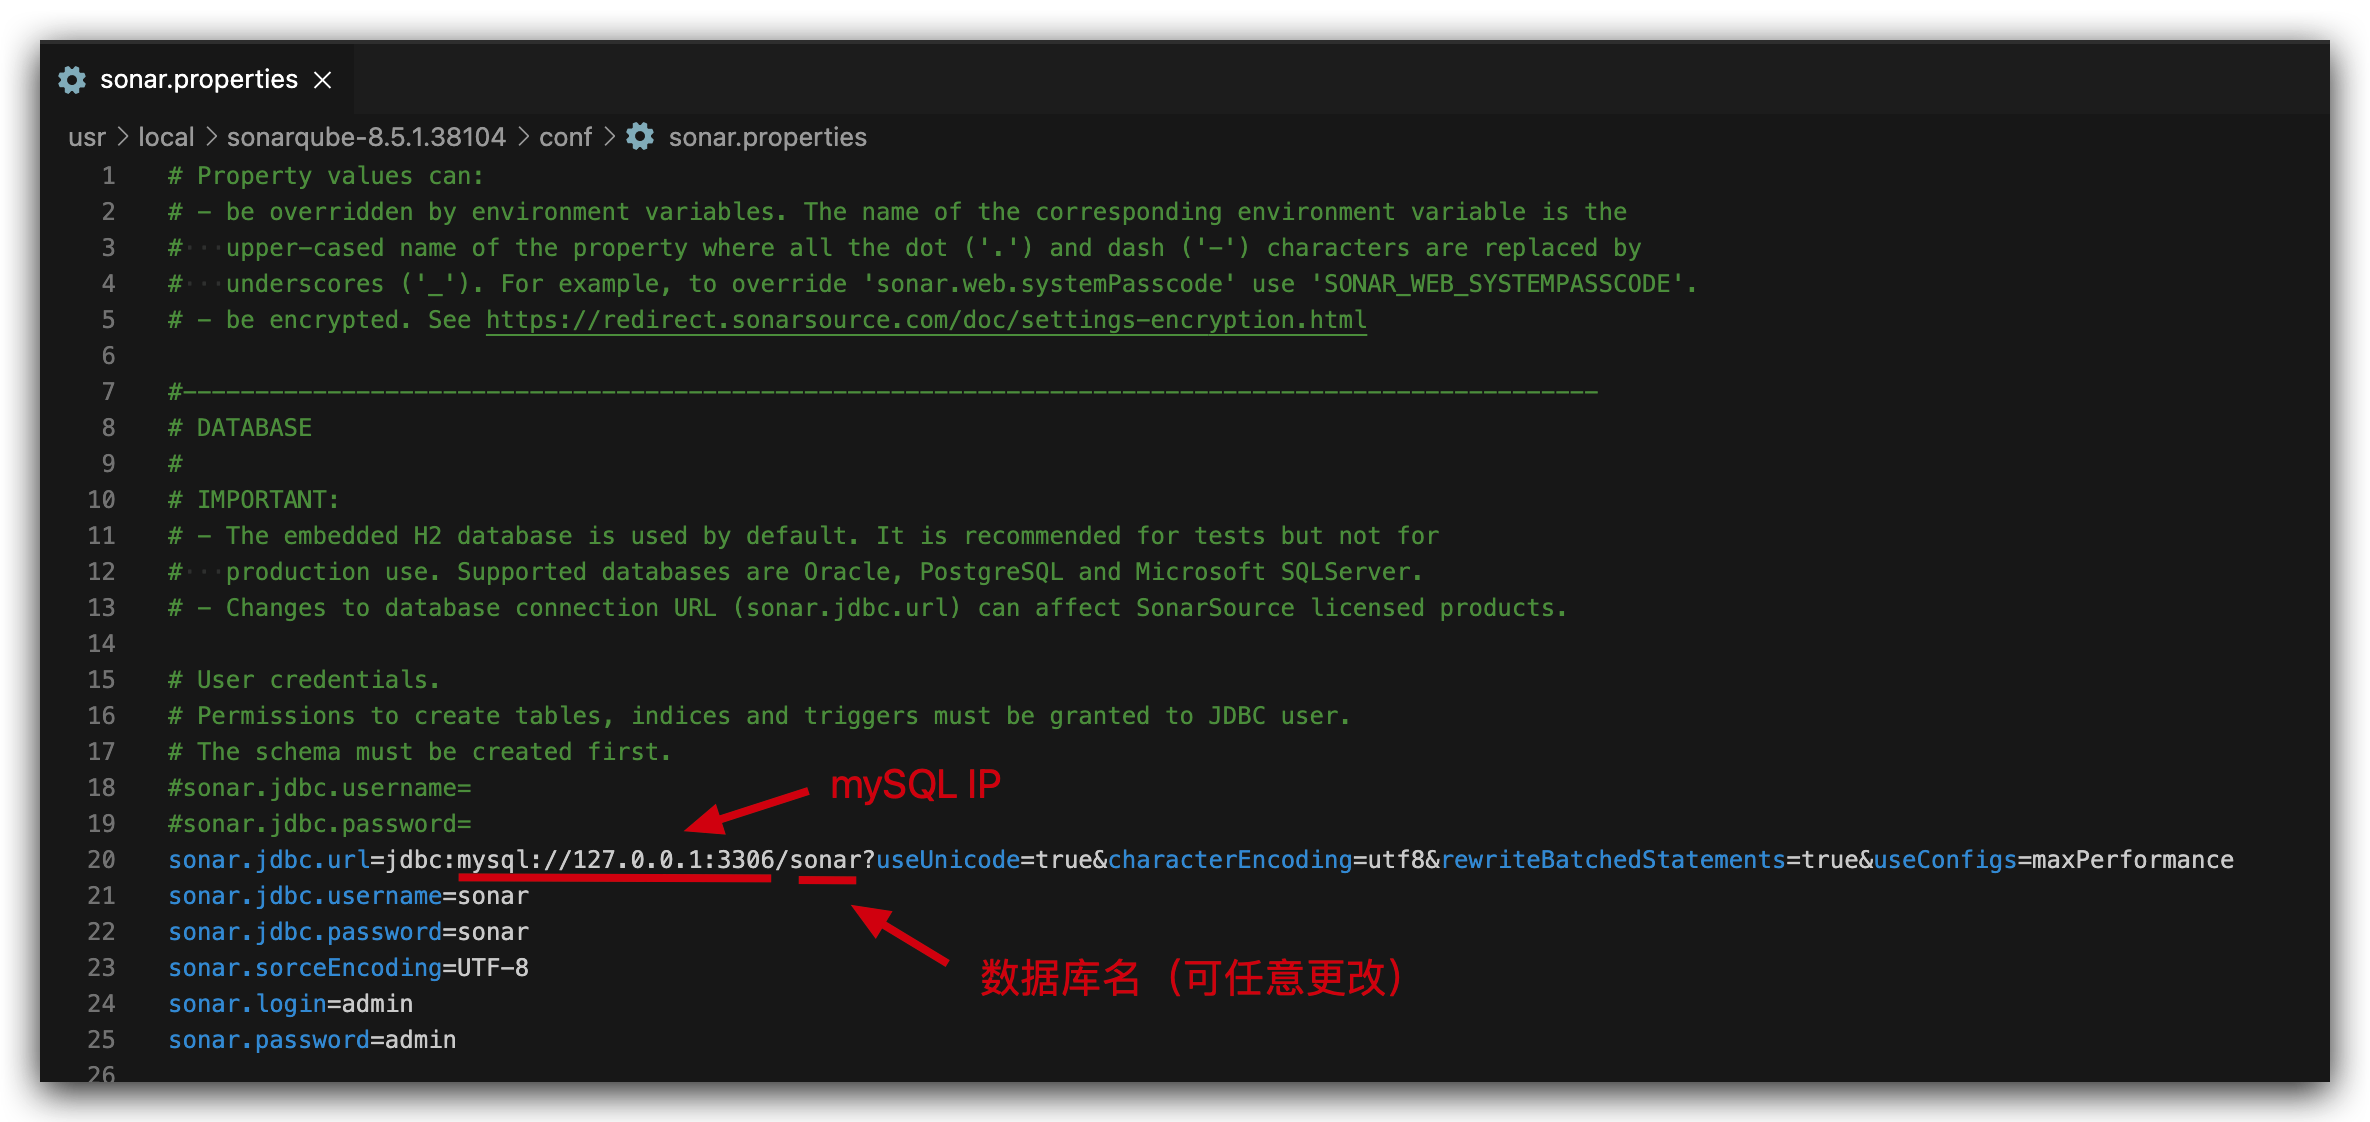 sonar.properties ×
usr > local > sonarqube-8.5.1.38104 > conf > sonar.properties
1 # Property values can:
2 # - be overridden by environment variables. The name of the corresponding environment variable is the
3 #···upper-cased name of the property where all the dot ('.') and dash ('-') characters are replaced by
4 #···underscores ('_'). For example, to override 'sonar.web.systemPasscode' use 'SONAR_WEB_SYSTEMPASSCODE'.
5 # - be encrypted. See https://redirect.sonarsource.com/doc/settings-encryption.html
6
7 #--------------------------------------------------------------------------------------------------
8 # DATABASE
9 #
10 # IMPORTANT:
11 # - The embedded H2 database is used by default. It is recommended for tests but not for
12 #···production use. Supported databases are Oracle, PostgreSQL and Microsoft SQLServer.
13 # - Changes to database connection URL (sonar.jdbc.url) can affect SonarSource licensed products.
14
15 # User credentials.
16 # Permissions to create tables, indices and triggers must be granted to JDBC user.
17 # The schema must be created first.
18 #sonar.jdbc.username=
mySQL IP
19 #sonar.jdbc.password=
20 sonar.jdbc.url=jdbc:mysql://127.0.0.1:3306/sonar?useUnicode=true&characterEncoding=utf8&rewriteBatchedStatements=true&useConfigs=maxPerformance
21 sonar.jdbc.username=sonar
22 sonar.jdbc.password=sonar
23 sonar.sorceEncoding=UTF-8
数据库名（可任意更改）
24 sonar.login=admin
25 sonar.password=admin
26